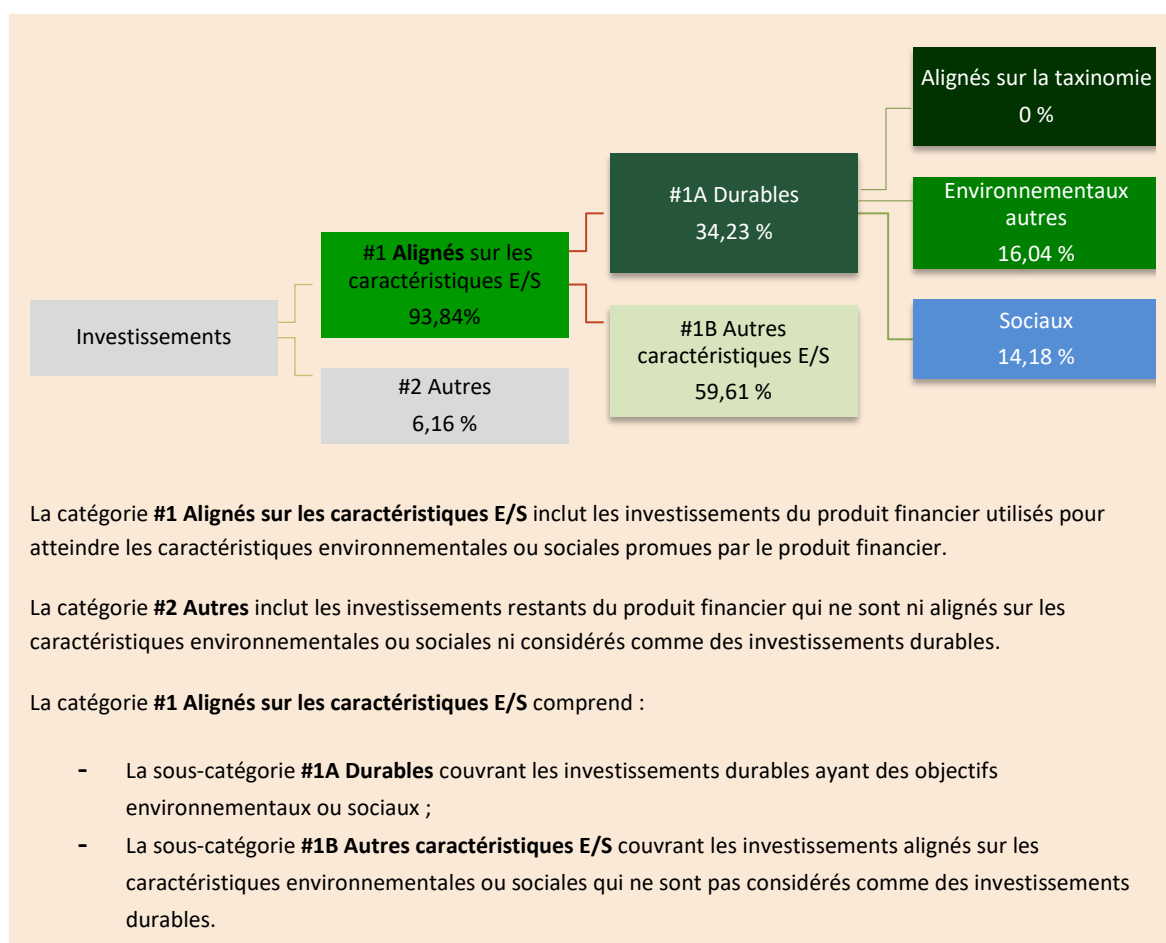 Investissements
#1 Alignés sur les
caractéristiques E/S
93,84%
#2 Autres
6,16 %
#1A Durables
34,23 %
#1B Autres
caractéristiques E/S
59,61 %
Alignés sur la taxinomie
0 %
Environnementaux
autres
16,04 %
Sociaux
14,18 %
La catégorie #1 Alignés sur les caractéristiques E/S inclut les investissements du produit financier utilisés pour
atteindre les caractéristiques environnementales ou sociales promues par le produit financier.
La catégorie #2 Autres inclut les investissements restants du produit financier qui ne sont ni alignés sur les
caractéristiques environnementales ou sociales ni considérés comme des investissements durables.
La catégorie #1 Alignés sur les caractéristiques E/S comprend :
- La sous-catégorie #1A Durables couvrant les investissements durables ayant des objectifs
environnementaux ou sociaux ;
- La sous-catégorie #1B Autres caractéristiques E/S couvrant les investissements alignés sur les
caractéristiques environnementales ou sociales qui ne sont pas considérés comme des investissements
durables.